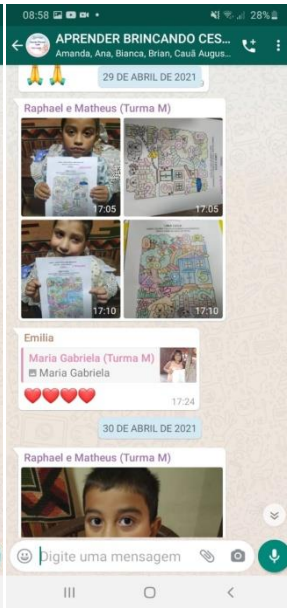 08:58
28%
APRENDER BRINCANDO CES...
Amanda, Ana, Bianca, Brian, Cauã Augus...
29 DE ABRIL DE 2021
Raphael e Matheus (Turma M)
17:05
17:05
17:10
17:10
Emilia
Maria Gabriela (Turma M)
Maria Gabriela
17:24
30 DE ABRIL DE 2021
Raphael e Matheus (Turma M)
Digite uma mensagem